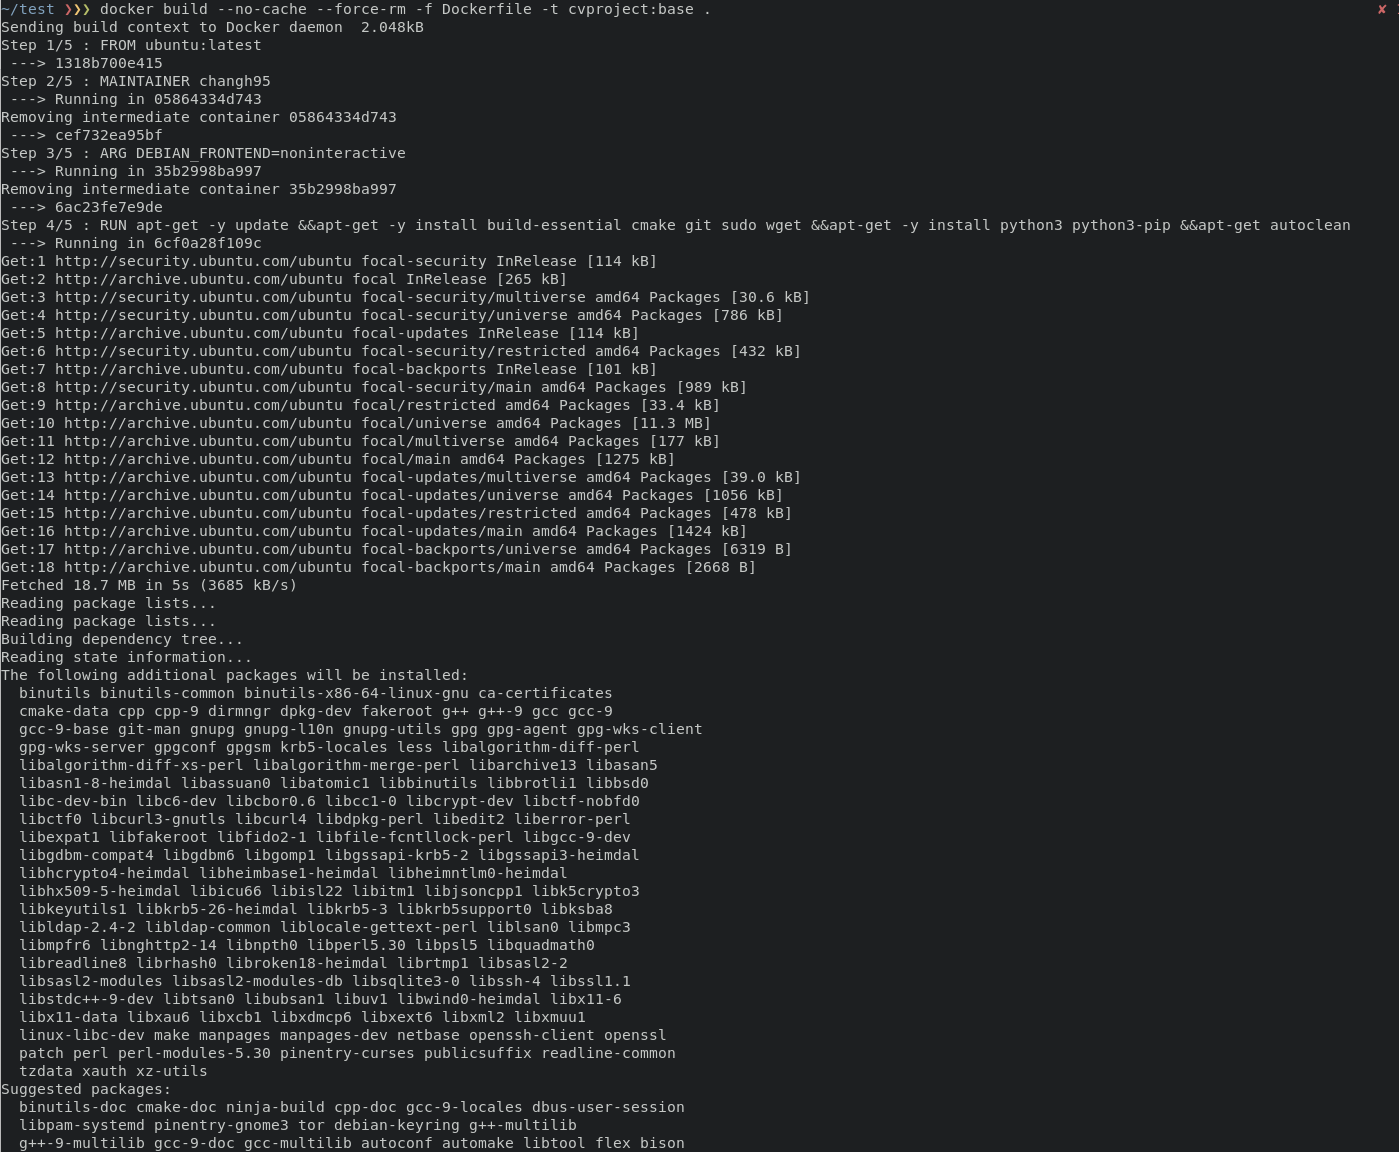 ~/test ❯❯❯ docker build --no-cache --force-rm -f Dockerfile -t cvproject:base . ✘
Sending build context to Docker daemon  2.048kB
Step 1/5 : FROM ubuntu:latest
 ---> 1318b700e415
Step 2/5 : MAINTAINER changh95
 ---> Running in 05864334d743
Removing intermediate container 05864334d743
 ---> cef732ea95bf
Step 3/5 : ARG DEBIAN_FRONTEND=noninteractive
 ---> Running in 35b2998ba997
Removing intermediate container 35b2998ba997
 ---> 6ac23fe7e9de
Step 4/5 : RUN apt-get -y update &&apt-get -y install build-essential cmake git sudo wget &&apt-get -y install python3 python3-pip &&apt-get autoclean
 ---> Running in 6cf0a28f109c
Get:1 http://security.ubuntu.com/ubuntu focal-security InRelease [114 kB]
Get:2 http://archive.ubuntu.com/ubuntu focal InRelease [265 kB]
Get:3 http://security.ubuntu.com/ubuntu focal-security/multiverse amd64 Packages [30.6 kB]
Get:4 http://security.ubuntu.com/ubuntu focal-security/universe amd64 Packages [786 kB]
Get:5 http://archive.ubuntu.com/ubuntu focal-updates InRelease [114 kB]
Get:6 http://security.ubuntu.com/ubuntu focal-security/restricted amd64 Packages [432 kB]
Get:7 http://archive.ubuntu.com/ubuntu focal-backports InRelease [101 kB]
Get:8 http://security.ubuntu.com/ubuntu focal-security/main amd64 Packages [989 kB]
Get:9 http://archive.ubuntu.com/ubuntu focal/restricted amd64 Packages [33.4 kB]
Get:10 http://archive.ubuntu.com/ubuntu focal/universe amd64 Packages [11.3 MB]
Get:11 http://archive.ubuntu.com/ubuntu focal/multiverse amd64 Packages [177 kB]
Get:12 http://archive.ubuntu.com/ubuntu focal/main amd64 Packages [1275 kB]
Get:13 http://archive.ubuntu.com/ubuntu focal-updates/multiverse amd64 Packages [39.0 kB]
Get:14 http://archive.ubuntu.com/ubuntu focal-updates/universe amd64 Packages [1056 kB]
Get:15 http://archive.ubuntu.com/ubuntu focal-updates/restricted amd64 Packages [478 kB]
Get:16 http://archive.ubuntu.com/ubuntu focal-updates/main amd64 Packages [1424 kB]
Get:17 http://archive.ubuntu.com/ubuntu focal-backports/universe amd64 Packages [6319 B]
Get:18 http://archive.ubuntu.com/ubuntu focal-backports/main amd64 Packages [2668 B]
Fetched 18.7 MB in 5s (3685 kB/s)
Reading package lists...
Reading package lists...
Building dependency tree...
Reading state information...
The following additional packages will be installed:
  binutils binutils-common binutils-x86-64-linux-gnu ca-certificates
  cmake-data cpp cpp-9 dirmngr dpkg-dev fakeroot g++ g++-9 gcc gcc-9
  gcc-9-base git-man gnupg gnupg-l10n gnupg-utils gpg gpg-agent gpg-wks-client
  gpg-wks-server gpgconf gpgsm krb5-locales less libalgorithm-diff-perl
  libalgorithm-diff-xs-perl libalgorithm-merge-perl libarchive13 libasan5
  libasn1-8-heimdal libassuan0 libatomic1 libbinutils libbrotli1 libbsd0
  libc-dev-bin libc6-dev libcbor0.6 libcc1-0 libcrypt-dev libctf-nobfd0
  libctf0 libcurl3-gnutls libcurl4 libdpkg-perl libedit2 liberror-perl
  libexpat1 libfakeroot libfido2-1 libfile-fcntllock-perl libgcc-9-dev
  libgdbm-compat4 libgdbm6 libgomp1 libgssapi-krb5-2 libgssapi3-heimdal
  libhcrypto4-heimdal libheimbase1-heimdal libheimntlm0-heimdal
  libhx509-5-heimdal libicu66 libisl22 libitm1 libjsoncpp1 libk5crypto3
  libkeyutils1 libkrb5-26-heimdal libkrb5-3 libkrb5support0 libksba8
  libldap-2.4-2 libldap-common liblocale-gettext-perl liblsan0 libmpc3
  libmpfr6 libnghttp2-14 libnpth0 libperl5.30 libpsl5 libquadmath0
  libreadline8 librhash0 libroken18-heimdal librtmp1 libsasl2-2
  libsasl2-modules libsasl2-modules-db libsqlite3-0 libssh-4 libssl1.1
  libstdc++-9-dev libtsan0 libubsan1 libuv1 libwind0-heimdal libx11-6
  libx11-data libxau6 libxcb1 libxdmcp6 libxext6 libxml2 libxmuu1
  linux-libc-dev make manpages manpages-dev netbase openssh-client openssl
  patch perl perl-modules-5.30 pinentry-curses publicsuffix readline-common
  tzdata xauth xz-utils
Suggested packages:
  binutils-doc cmake-doc ninja-build cpp-doc gcc-9-locales dbus-user-session
  libpam-systemd pinentry-gnome3 tor debian-keyring g++-multilib
  g++-9-multilib gcc-9-doc gcc-multilib autoconf automake libtool flex bison